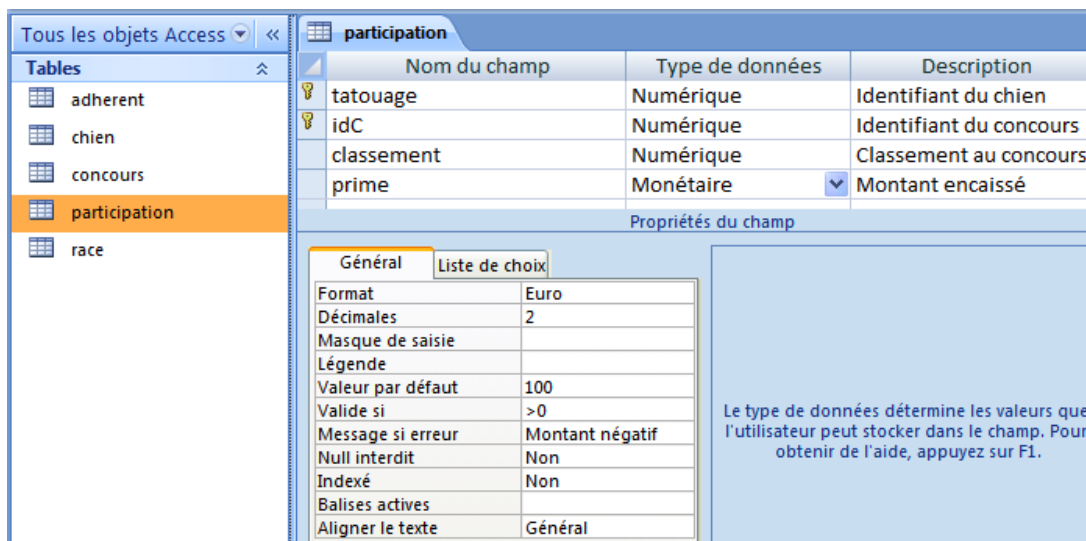 Tous les objets Access «
Tables
adherent
chien
concours
participation
race
participation
Nom du champ Type de données Description
tatouage Numérique Identifiant du chien
idC Numérique Identifiant du concours
classement Numérique Classement au concours
prime Monétaire Montant encaissé
Propriétés du champ
Général Liste de choix
Format Euro
Décimales 2
Masque de saisie
Légende
Valeur par défaut 100
Valide si >0
Message si erreur Montant négatif
Null interdit Non
Indexé Non
Balises actives
Aligner le texte Général
Le type de données détermine les valeurs que
l'utilisateur peut stocker dans le champ. Pour
obtenir de l'aide, appuyez sur F1.